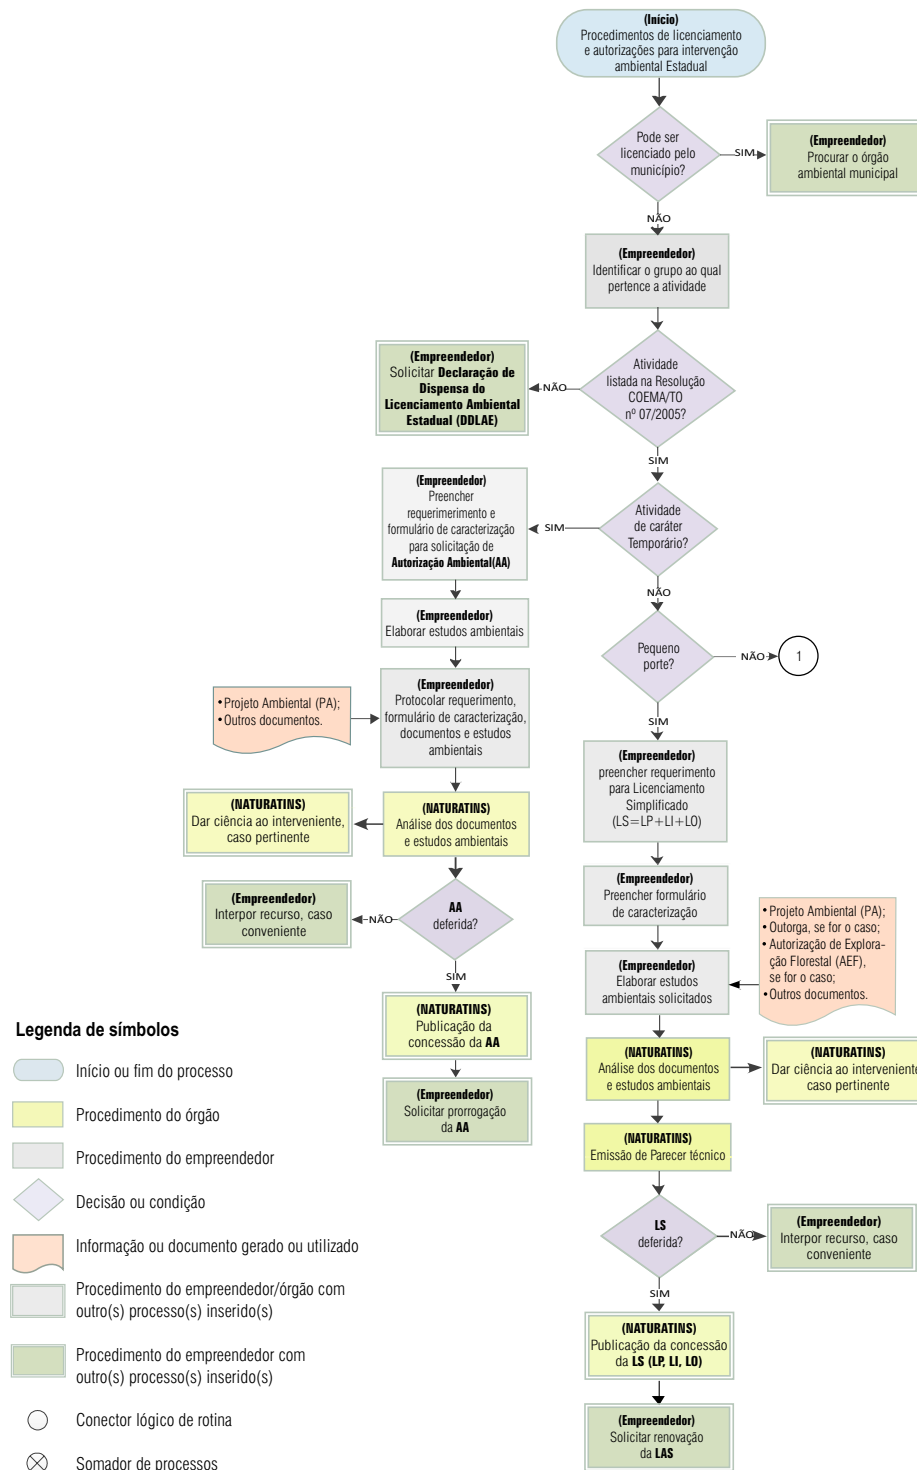 (Início)
Procedimentos de licenciamento
e autorizações para intervenção
ambiental Estadual
Pode ser
licenciado pelo
município?
SIM
(Empreendedor)
Procurar o órgão
ambiental municipal
NÃO
(Empreendedor)
Identificar o grupo ao qual
pertence a atividade
Atividade
listada na Resolução
COEMA/TO
nº 07/2005?
NÃO
(Empreendedor)
Solicitar Declaração de
Dispensa do
Licenciamento Ambiental
Estadual (DDLAE)
SIM
Atividade
de caráter
Temporário?
SIM
(Empreendedor)
Preencher
requerimerimento e
formulário de caracterização
para solicitação de
Autorização Ambiental(AA)
(Empreendedor)
Elaborar estudos ambientais
(Empreendedor)
Protocolar requerimento,
formulário de caracterização,
documentos e estudos
ambientais
• Projeto Ambiental (PA);
• Outros documentos.
(NATURATINS)
Análise dos documentos
e estudos ambientais
(NATURATINS)
Dar ciência ao interveniente,
caso pertinente
AA
deferida?
NÃO
(Empreendedor)
Interpor recurso, caso
conveniente
SIM
(NATURATINS)
Publicação da
concessão da AA
(Empreendedor)
Solicitar prorrogação
da AA
NÃO
Pequeno
porte?
NÃO
1
SIM
(Empreendedor)
preencher requerimento
para Licenciamento
Simplificado
(LS=LP+LI+LO)
(Empreendedor)
Preencher formulário
de caracterização
(Empreendedor)
Elaborar estudos
ambientais solicitados
• Projeto Ambiental (PA);
• Outorga, se for o caso;
• Autorização de Explora-
ção Florestal (AEF),
se for o caso;
• Outros documentos.
(NATURATINS)
Análise dos documentos
e estudos ambientais
(NATURATINS)
Dar ciência ao interveniente
caso pertinente
(NATURATINS)
Emissão de Parecer técnico
LS
deferida?
NÃO
(Empreendedor)
Interpor recurso, caso
conveniente
SIM
(NATURATINS)
Publicação da concessão
da LS (LP, LI, LO)
(Empreendedor)
Solicitar renovação
da LAS
Legenda de símbolos
Início ou fim do processo
Procedimento do órgão
Procedimento do empreendedor
Decisão ou condição
Informação ou documento gerado ou utilizado
Procedimento do empreendedor/órgão com
outro(s) processo(s) inserido(s)
Procedimento do empreendedor com
outro(s) processo(s) inserido(s)
Conector lógico de rotina
Somador de processos